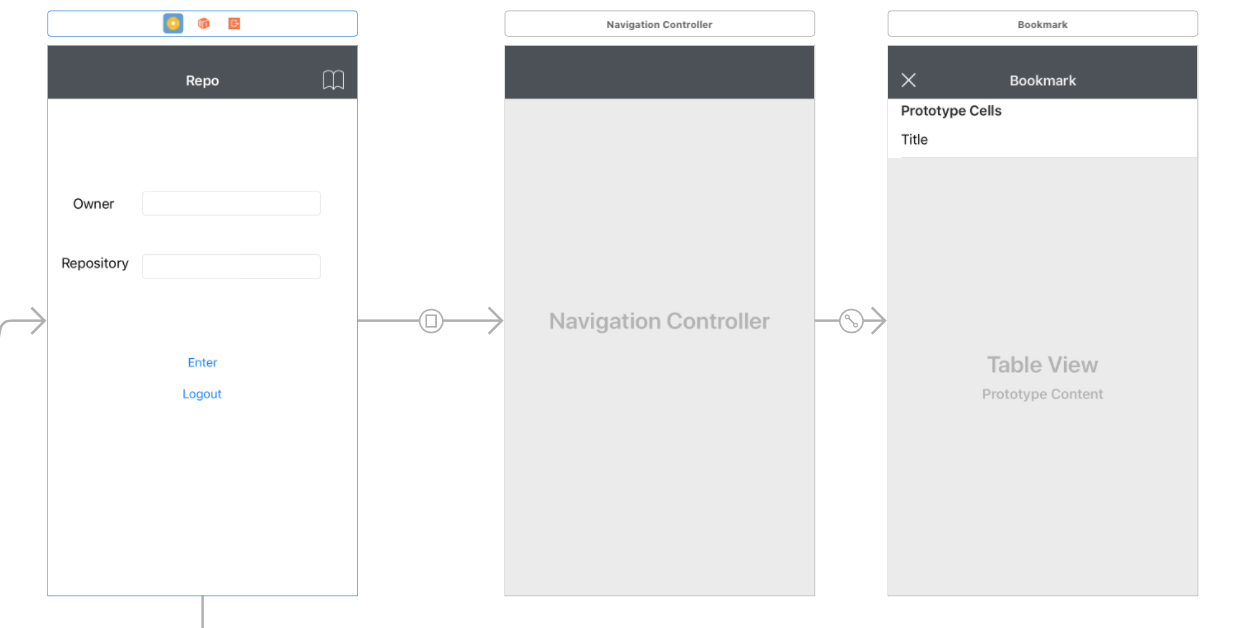 Navigation Controller
Bookmark
Repo
Bookmark
Prototype Cells
Title
Owner
Repository
Navigation Controller
Enter
Logout
Table View
Prototype Content